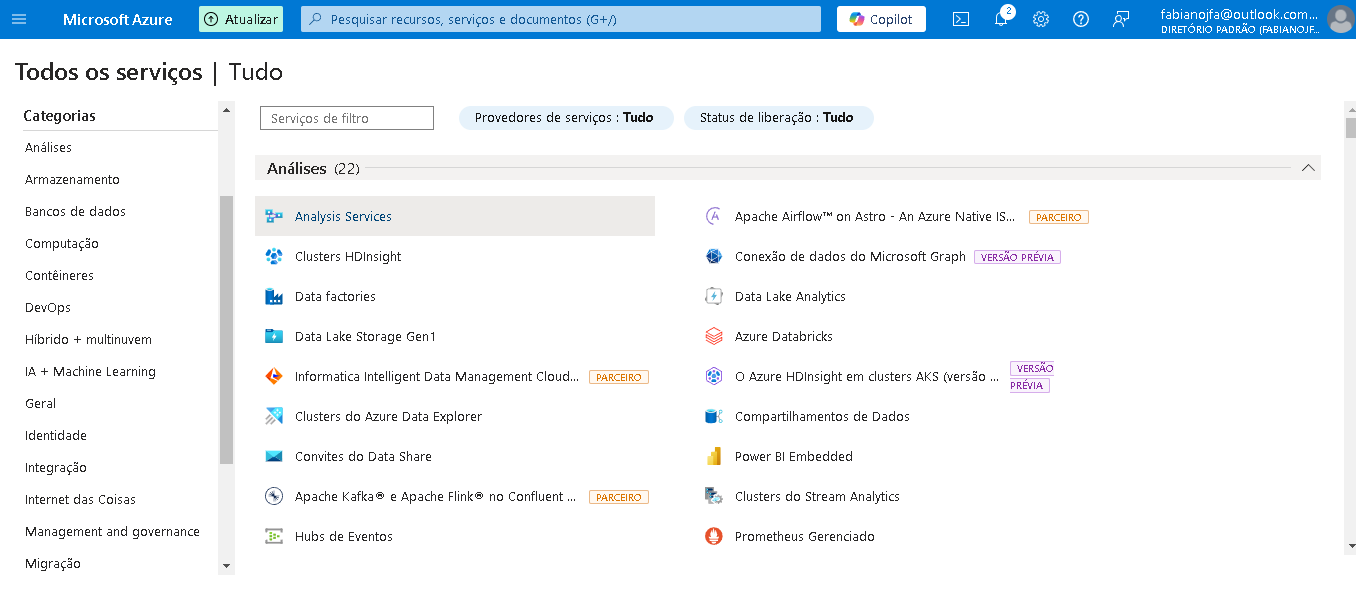 Microsoft Azure
Atualizar
Pesquisar recursos, serviços e documentos (G+/)
Copilot
2
fabianojfa@outlook.com...
DIRETÓRIO PADRÃO (FABIANOJF...
Todos os serviços | Tudo
Categorias
Análises
Armazenamento
Bancos de dados
Computação
Contêineres
DevOps
Híbrido + multinuvem
IA + Machine Learning
Geral
Identidade
Integração
Internet das Coisas
Management and governance
Migração
Serviços de filtro
Provedores de serviços : Tudo
Status de liberação : Tudo
Análises (22)
Analysis Services
Apache Airflow™ on Astro - An Azure Native IS... PARCEIRO
Clusters HDInsight
Conexão de dados do Microsoft Graph VERSÃO PRÉVIA
Data factories
Data Lake Analytics
Data Lake Storage Gen1
Azure Databricks
Informatica Intelligent Data Management Cloud... PARCEIRO
O Azure HDInsight em clusters AKS (versão ... VERSÃO
PRÉVIA
Clusters do Azure Data Explorer
Compartilhamentos de Dados
Convites do Data Share
Power BI Embedded
Apache Kafka® e Apache Flink® no Confluent ... PARCEIRO
Clusters do Stream Analytics
Hubs de Eventos
Prometheus Gerenciado